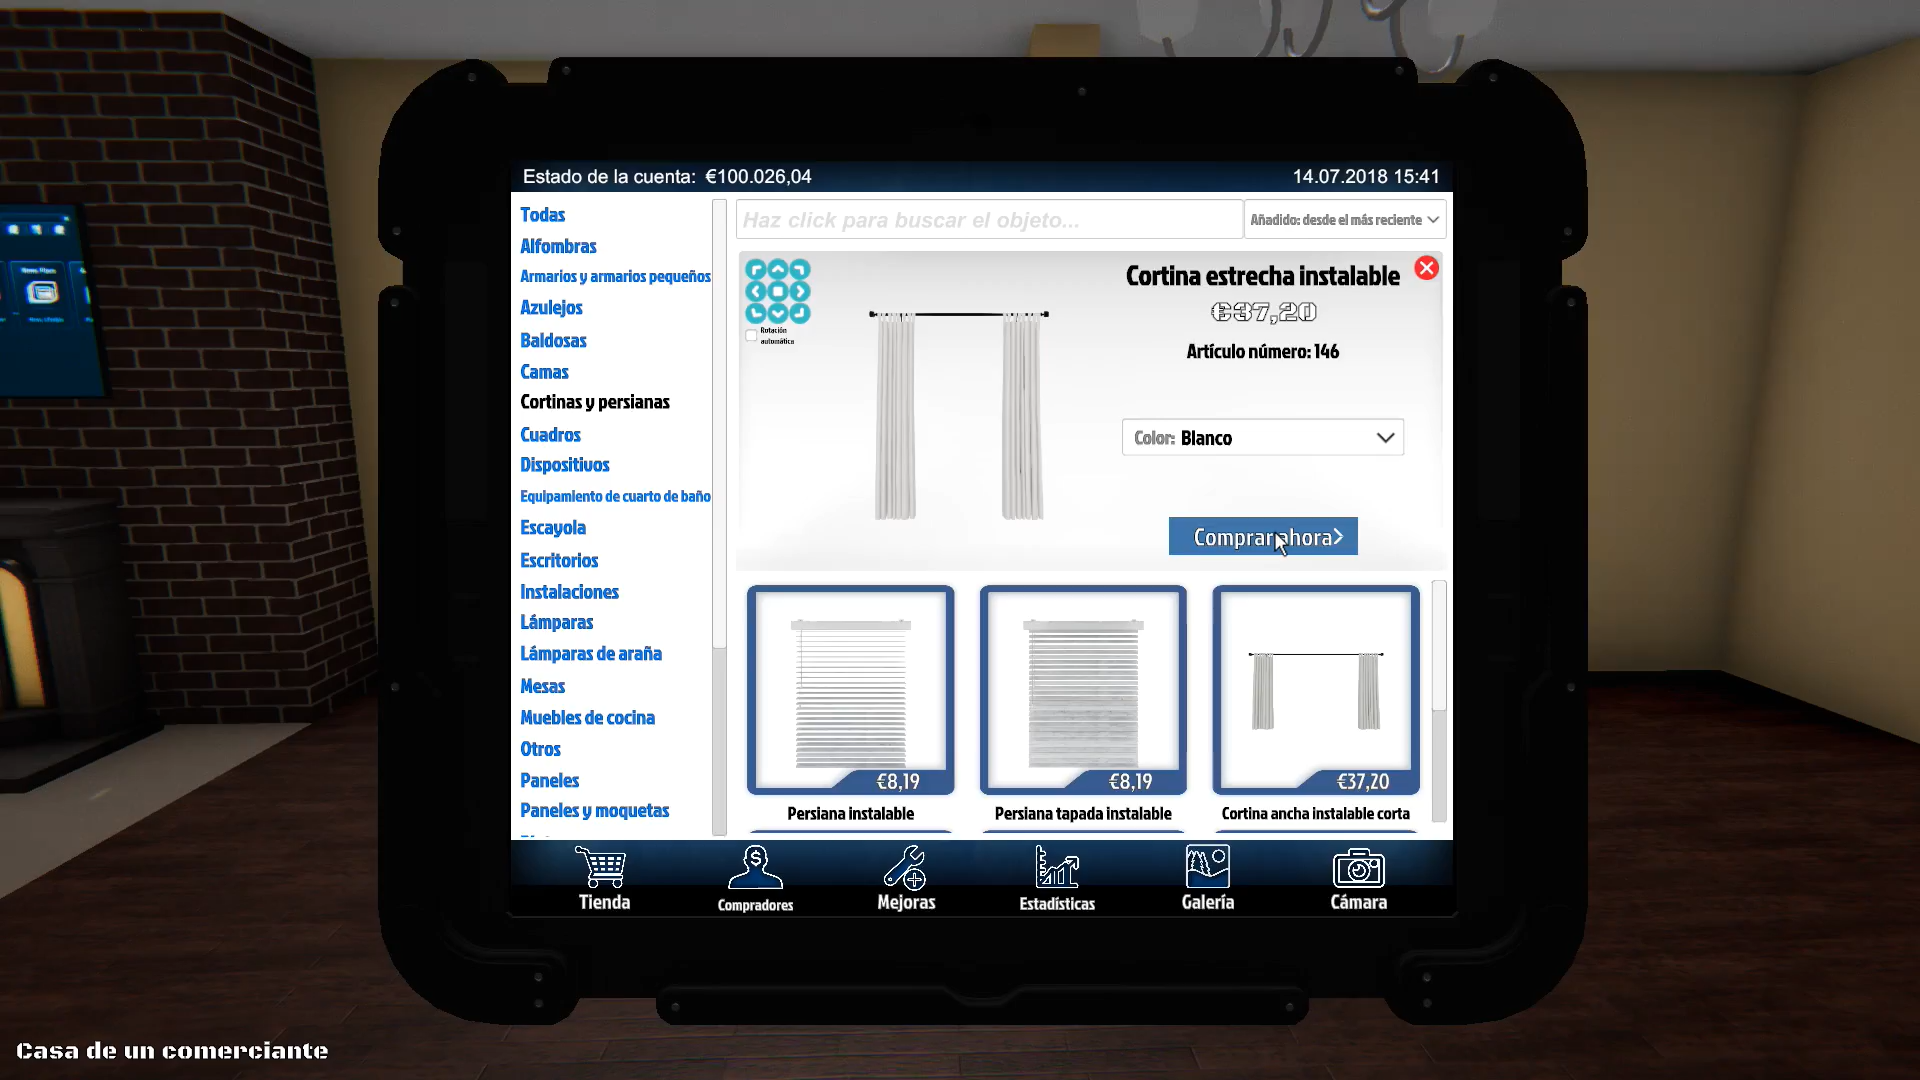 Estado de la cuenta: €100.026,04
14.07.2018 15:41
Todas
Alfombras
Armarios y armarios pequeños
Azulejos
Baldosas
Camas
Cortinas y persianas
Cuadros
Dispositivos
Equipamiento de cuarto de baño
Escayola
Escritorios
Instalaciones
Lámparas
Lámparas de araña
Mesas
Muebles de cocina
Otros
Paneles
Paneles y moquetas
Haz click para buscar el objeto...
Añadido: desde el más reciente
Rotación
automática
Cortina estrecha instalable
€37,20
Artículo número: 146
Color: Blanco
Comprar ahora
€8,19
€8,19
€37,20
Persiana instalable
Persiana tapada instalable
Cortina ancha instalable corta
Tienda
Compradores
Mejoras
Estadísticas
Galería
Cámara
Casa de un comerciante